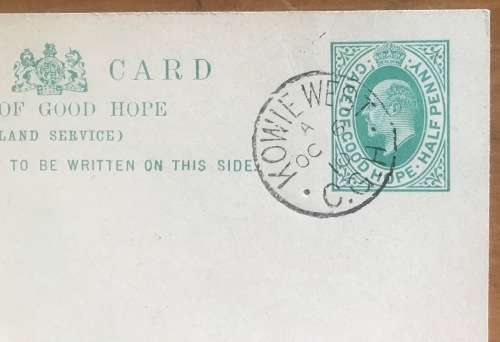 CARD
OF GOOD HOPE
LAND SERVICE)
TO BE WRITTEN ON THIS SIDE
CAPE OF GOOD HOPE · HALFPENNY·
KOWIE WEST
C.G.H.
A
OC